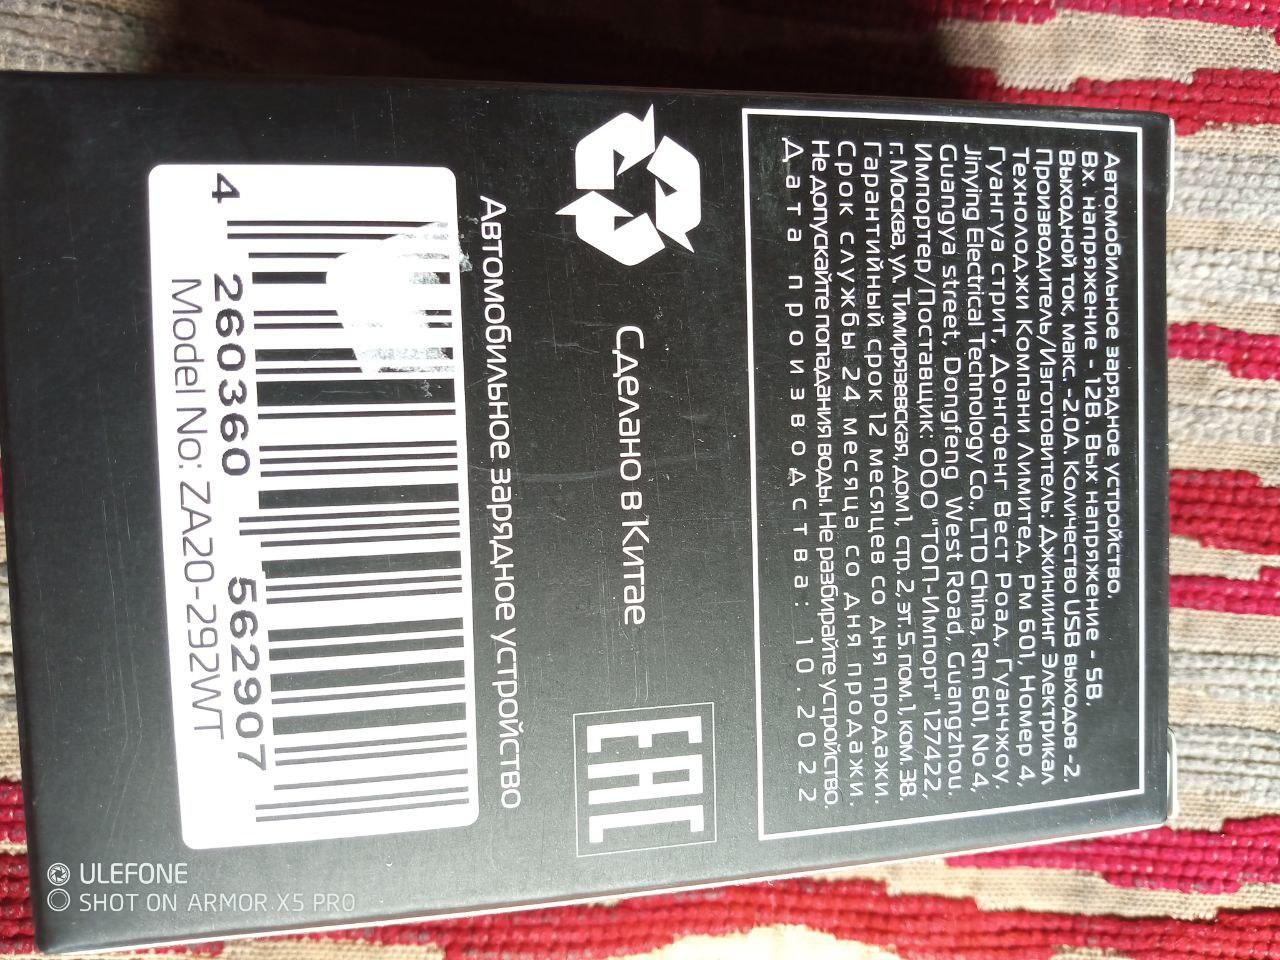 Автомобильное зарядное устройство.
Вх. напряжение - 12В. Вых напряжение - 5В,
Выходной ток, макс. -2.0А. Количество USB выходов -2.
Производитель/Изготовитель: Джининг Электрикал
Технолоджи Компани Лимитед, Рм 601, Номер 4,
Гуангуа стрит, Донгфенг Вест Роад, Гуанчжоу.
Jinying Electrical Technology Co., LTD China, Rm 601, No 4,
Guangya street, Dongfeng West Road, Guangzhou
Импортер/Поставщик: ООО "ТОП-Импорт" 127422,
г. Москва, ул. Тимирязевская, дом 1, стр. 2, эт. 5. пом. 1 ком. 38.
Гарантийный срок 12 месяцев со дня продажи.
Срок службы 24 месяца со дня продажи.
Не допускайте попадания воды. Не разбирайте устройство.
Дата производства: 10.2022
Сделано в Китае
EAC
Автомобильное зарядное устройство
4 260360 562907
Model No: ZA20-292WT
ULEFONE
SHOT ON ARMOR X5 PRO